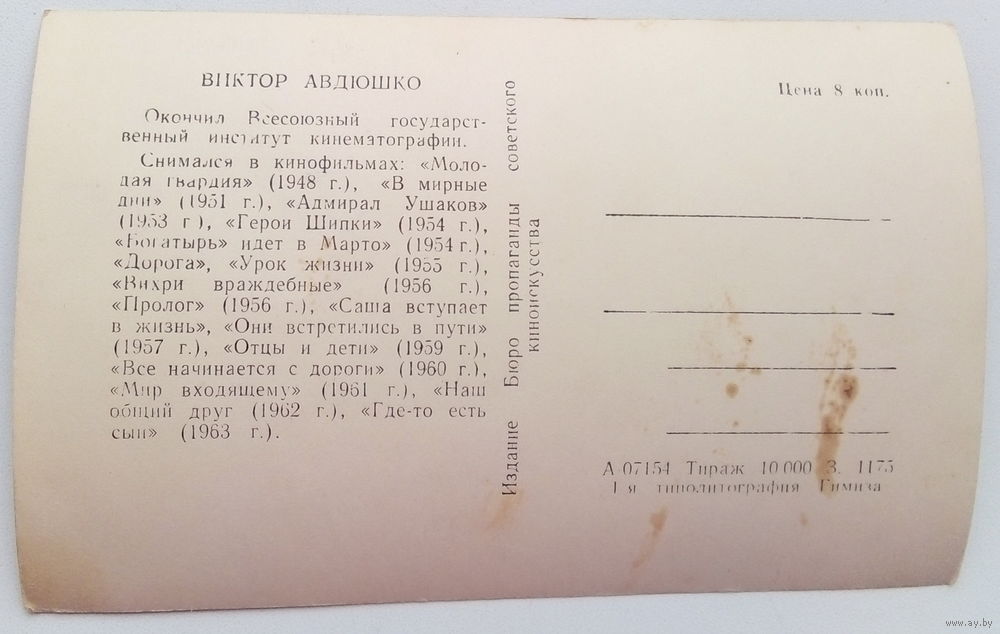 ВИКТОР АВДЮШКО
Окончил Всесоюзный государст-
венный институт кинематографии.
Снимался в кинофильмах: «Моло-
дая гвардия» (1948 г.), «В мирные
дни» (1951 г.), «Адмирал Ушаков»
(1953 г ), «Герои Шипки» (1954 г.),
«Богатырь» идет в Марто» (1954 г.),
«Дорога», «Урок жизни» (1955 г.),
«Вихри враждебные» (1956 г.),
«Пролог» (1956 г.), «Саша вступает
в жизнь», «Они встретились в пути»
(1957 г.), «Отцы и дети» (1959 г.),
«Все начинается с дороги» (1960 г.),
«Мир входящему» (1961 г.), «Наш
общий друг (1962 г.), «Где-то есть
сын» (1963 г.).
Издание Бюро пропаганды советского
киноискусства
Цена 8 коп.
А 07154 Тираж 10 000 З. 1175
1-я типолитография Гимиза
www.ay.by